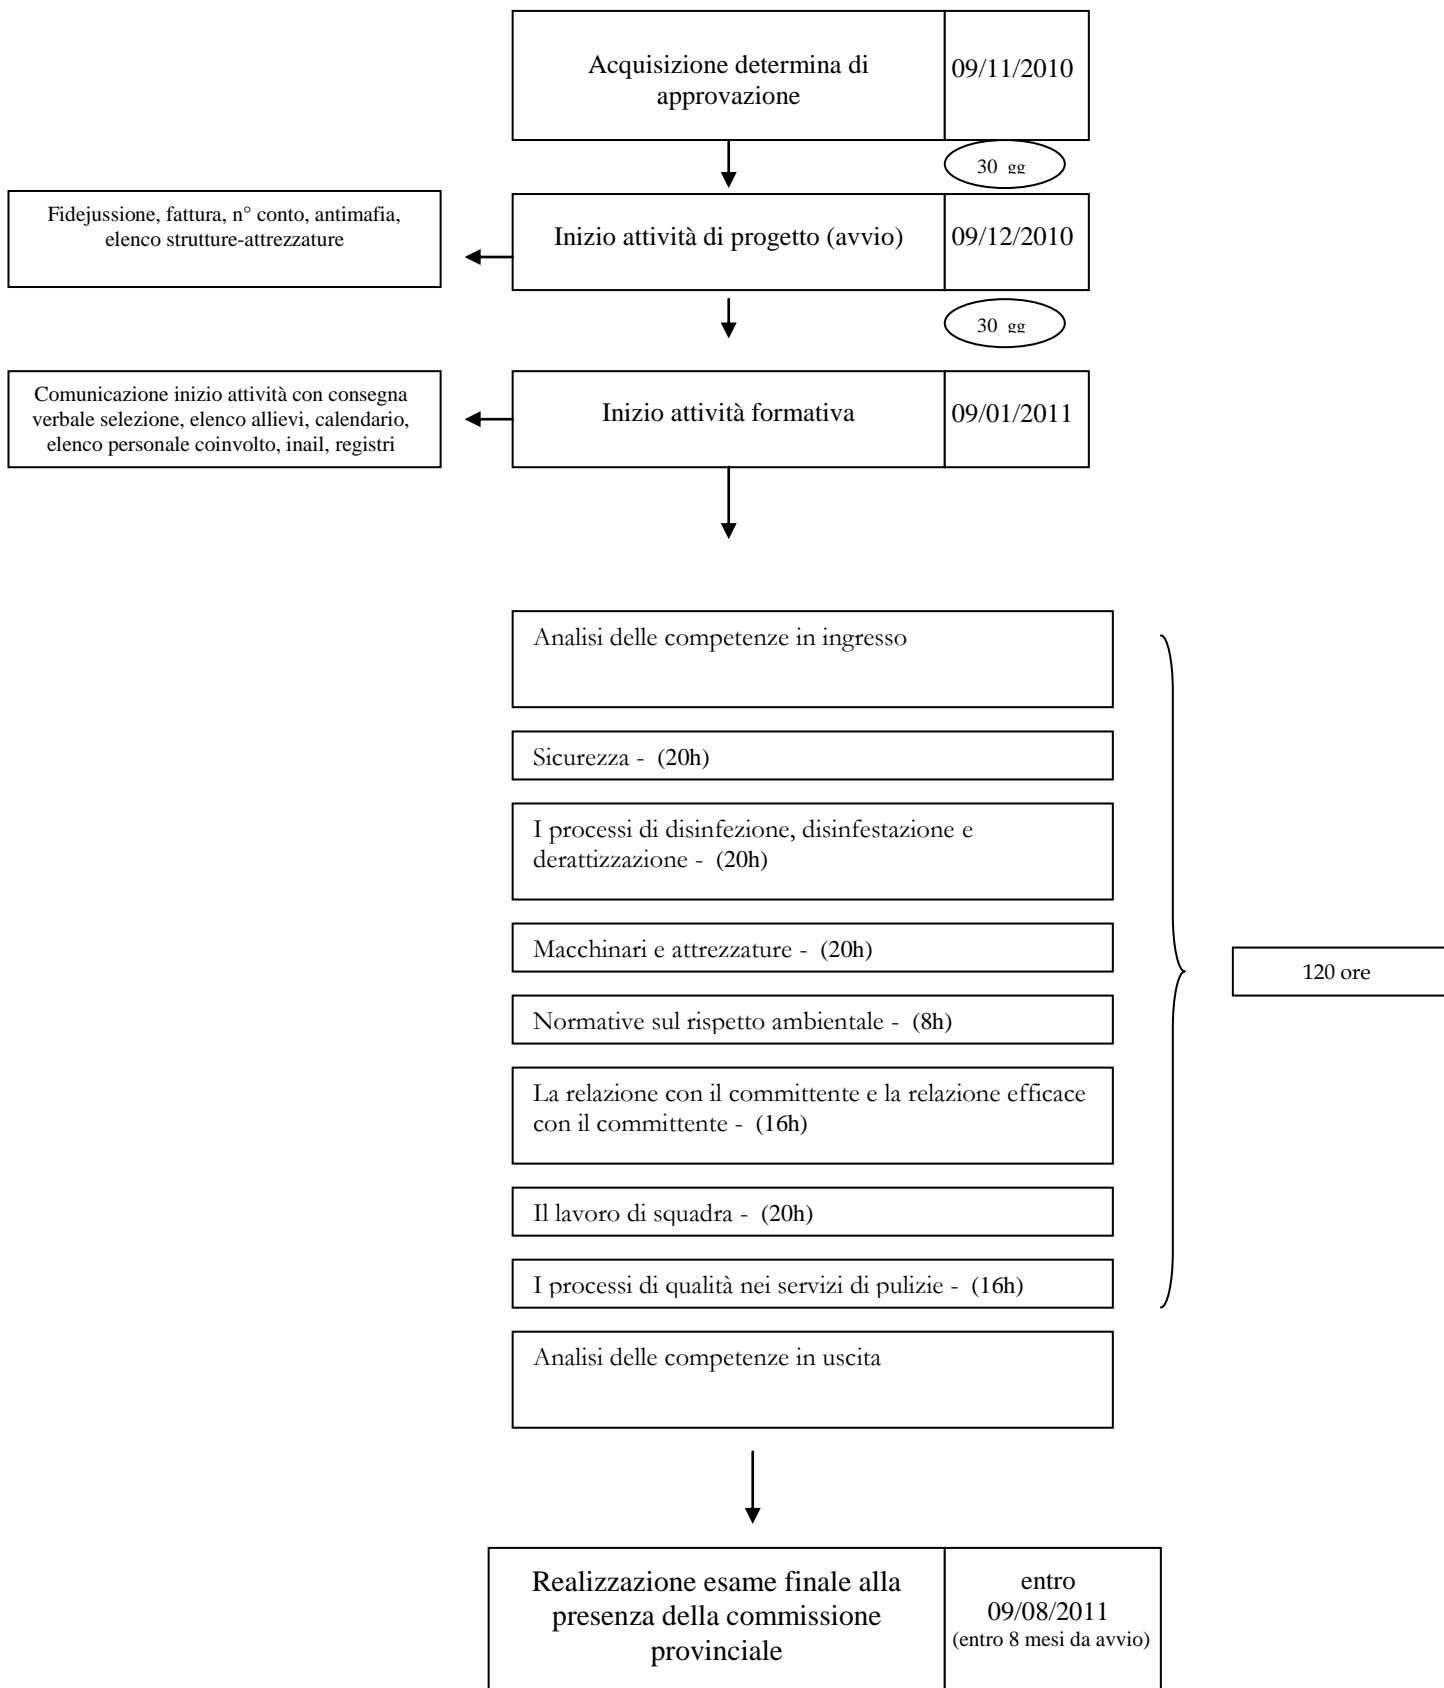 Acquisizione determina di
approvazione
09/11/2010
30 gg
Fidejussione, fattura, n° conto, antimafia,
elenco strutture-attrezzature
Inizio attività di progetto (avvio)
09/12/2010
30 gg
Comunicazione inizio attività con consegna
verbale selezione, elenco allievi, calendario,
elenco personale coinvolto, inail, registri
Inizio attività formativa
09/01/2011
Analisi delle competenze in ingresso
Sicurezza - (20h)
I processi di disinfezione, disinfestazione e
derattizzazione - (20h)
Macchinari e attrezzature - (20h)
120 ore
Normative sul rispetto ambientale - (8h)
La relazione con il committente e la relazione efficace
con il committente - (16h)
Il lavoro di squadra - (20h)
I processi di qualità nei servizi di pulizie - (16h)
Analisi delle competenze in uscita
Realizzazione esame finale alla
presenza della commissione
provinciale
entro
09/08/2011
(entro 8 mesi da avvio)